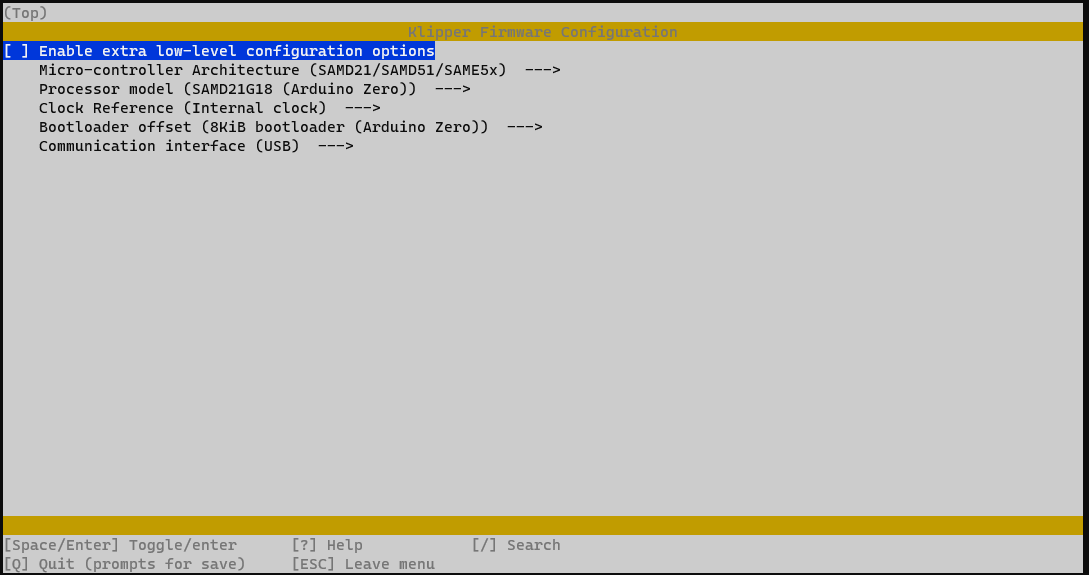 (Top)
Klipper Firmware Configuration
[ ] Enable extra low-level configuration options
Micro-controller Architecture (SAMD21/SAMD51/SAME5x)  --->
Processor model (SAMD21G18 (Arduino Zero))  --->
Clock Reference (Internal clock)  --->
Bootloader offset (8KiB bootloader (Arduino Zero))  --->
Communication interface (USB)  --->
[Space/Enter] Toggle/enter      [?] Help            [/] Search
[Q] Quit (prompts for save)     [ESC] Leave menu